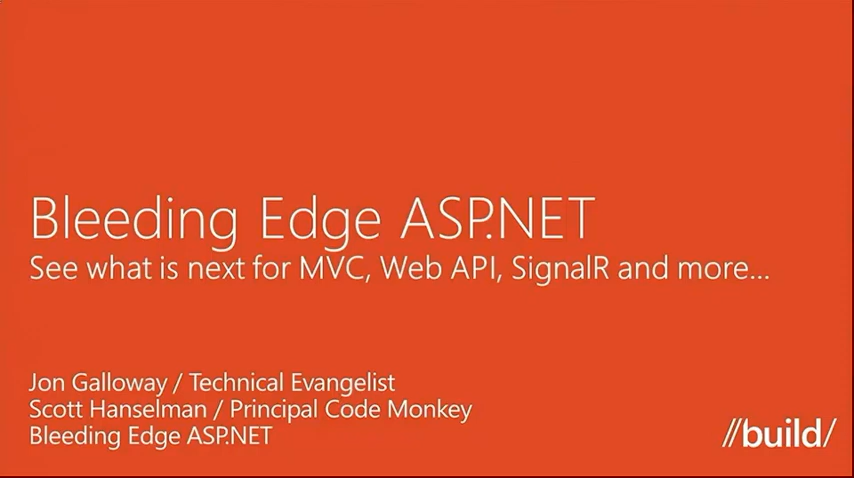 Bleeding Edge ASP.NET
See what is next for MVC, Web API, SignalR and more...
Jon Galloway / Technical Evangelist
Scott Hanselman / Principal Code Monkey
Bleeding Edge ASP.NET
//build/